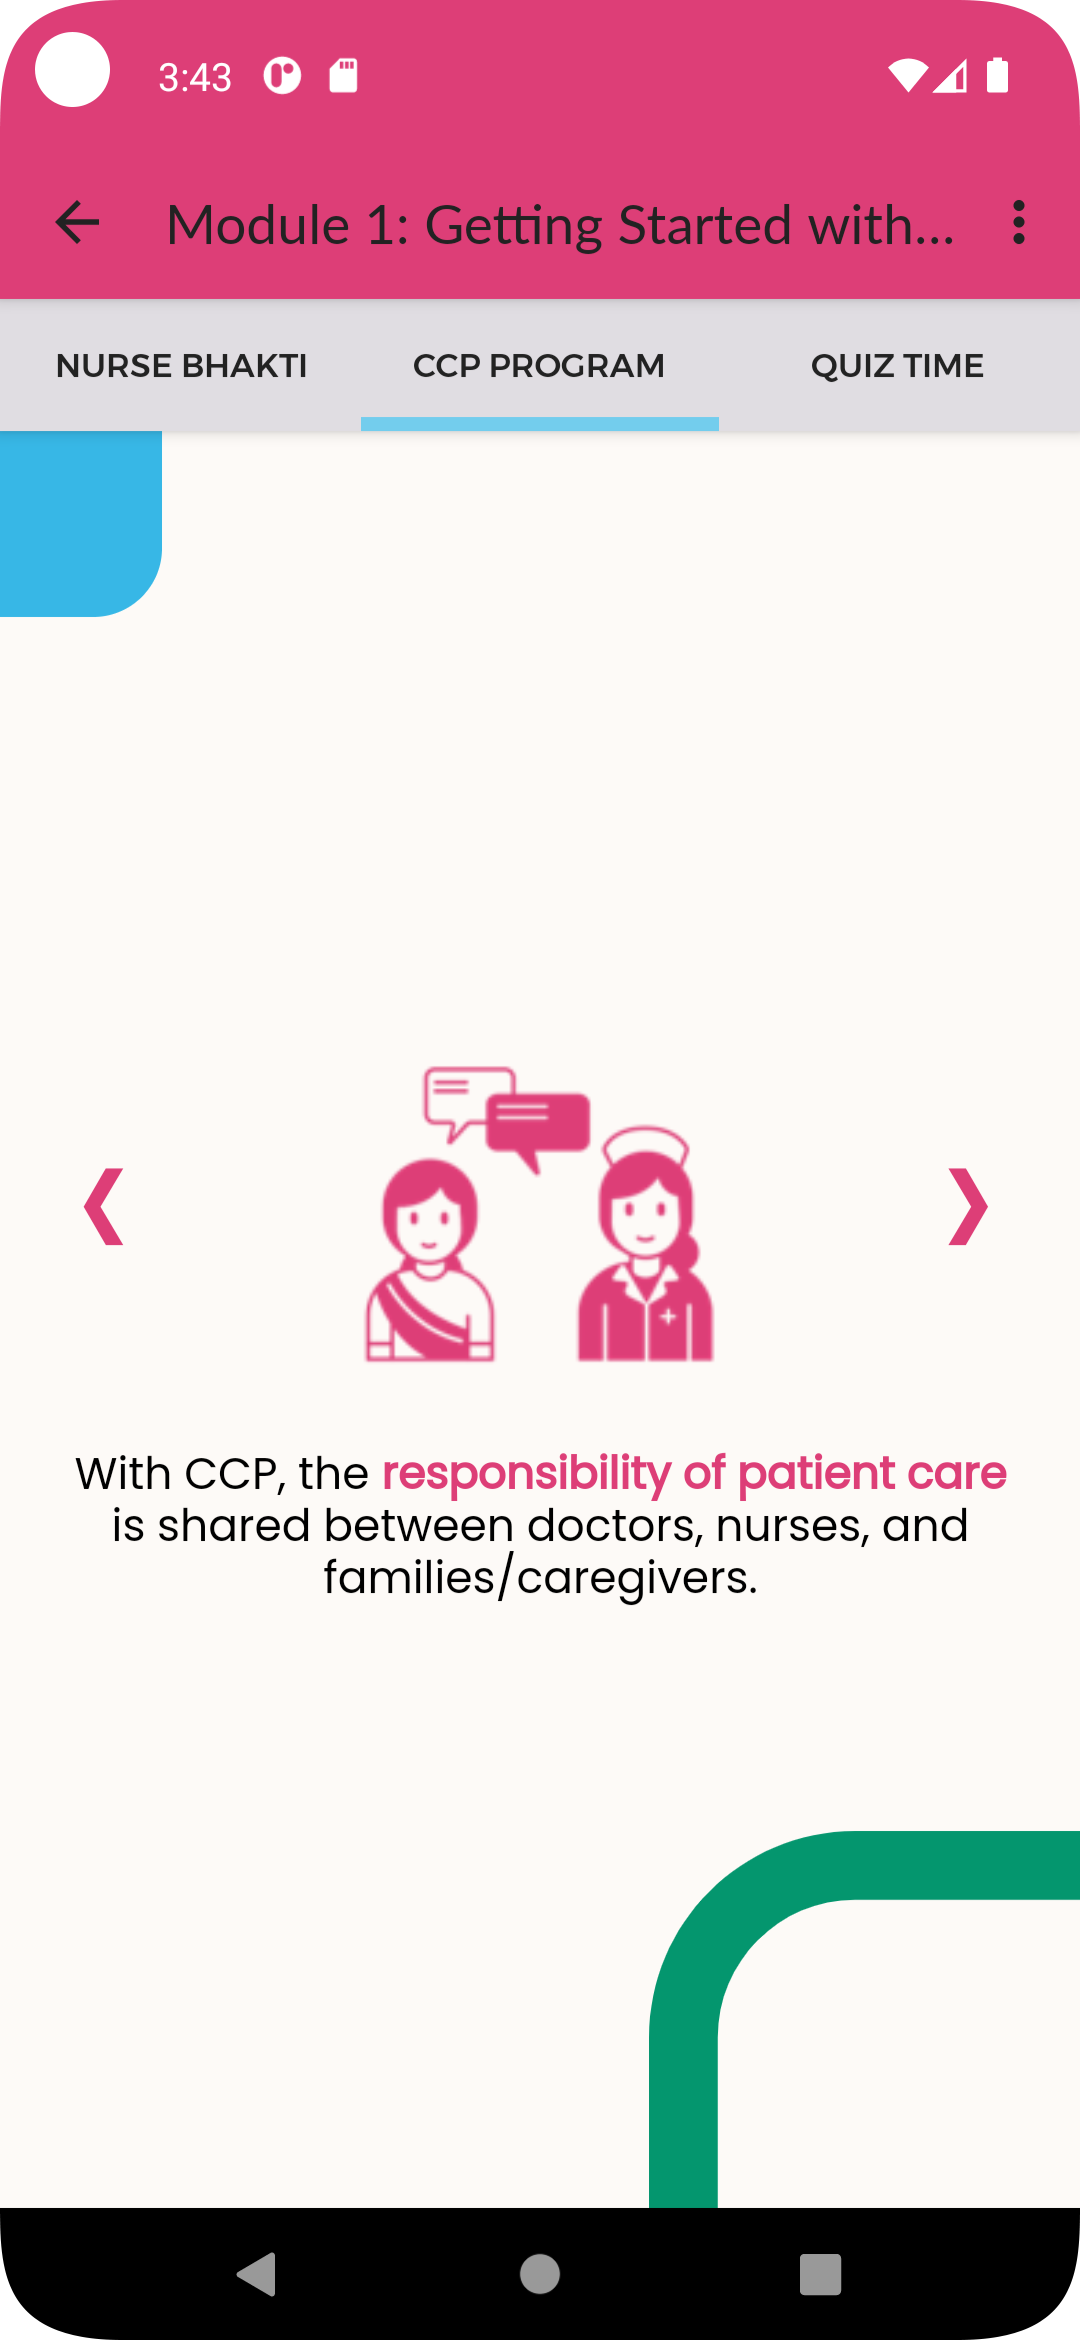 3:43
Module 1: Getting Started with...
NURSE BHAKTI
CCP PROGRAM
QUIZ TIME
With CCP, the responsibility of patient care
is shared between doctors, nurses, and
families/caregivers.